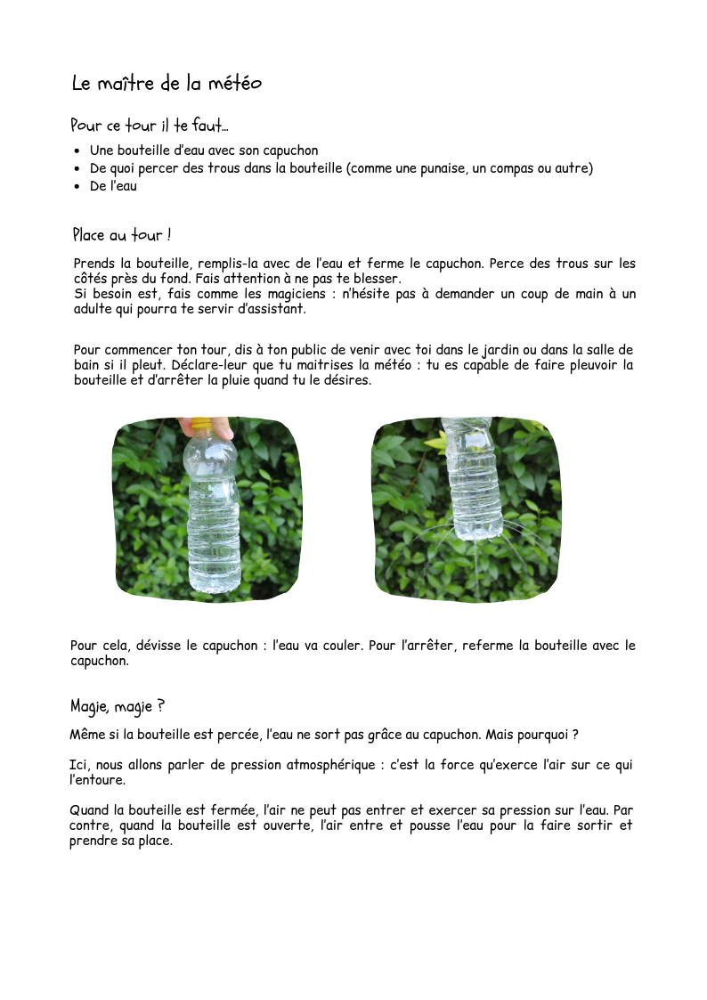 Le maître de la météo
Pour ce tour il te faut...
• Une bouteille d'eau avec son capuchon
• De quoi percer des trous dans la bouteille (comme une punaise, un compas ou autre)
• De l'eau
Place au tour !
Prends la bouteille, remplis-la avec de l'eau et ferme le capuchon. Perce des trous sur les
côtés près du fond. Fais attention à ne pas te blesser.
Si besoin est, fais comme les magiciens : n'hésite pas à demander un coup de main à un
adulte qui pourra te servir d'assistant.
Pour commencer ton tour, dis à ton public de venir avec toi dans le jardin ou dans la salle de
bain si il pleut. Déclare-leur que tu maitrises la météo : tu es capable de faire pleuvoir la
bouteille et d'arrêter la pluie quand tu le désires.
Pour cela, dévisse le capuchon : l'eau va couler. Pour l'arrêter, referme la bouteille avec le
capuchon.
Magie, magie ?
Même si la bouteille est percée, l'eau ne sort pas grâce au capuchon. Mais pourquoi ?
Ici, nous allons parler de pression atmosphérique : c'est la force qu'exerce l'air sur ce qui
l'entoure.
Quand la bouteille est fermée, l'air ne peut pas entrer et exercer sa pression sur l'eau. Par
contre, quand la bouteille est ouverte, l'air entre et pousse l'eau pour la faire sortir et
prendre sa place.